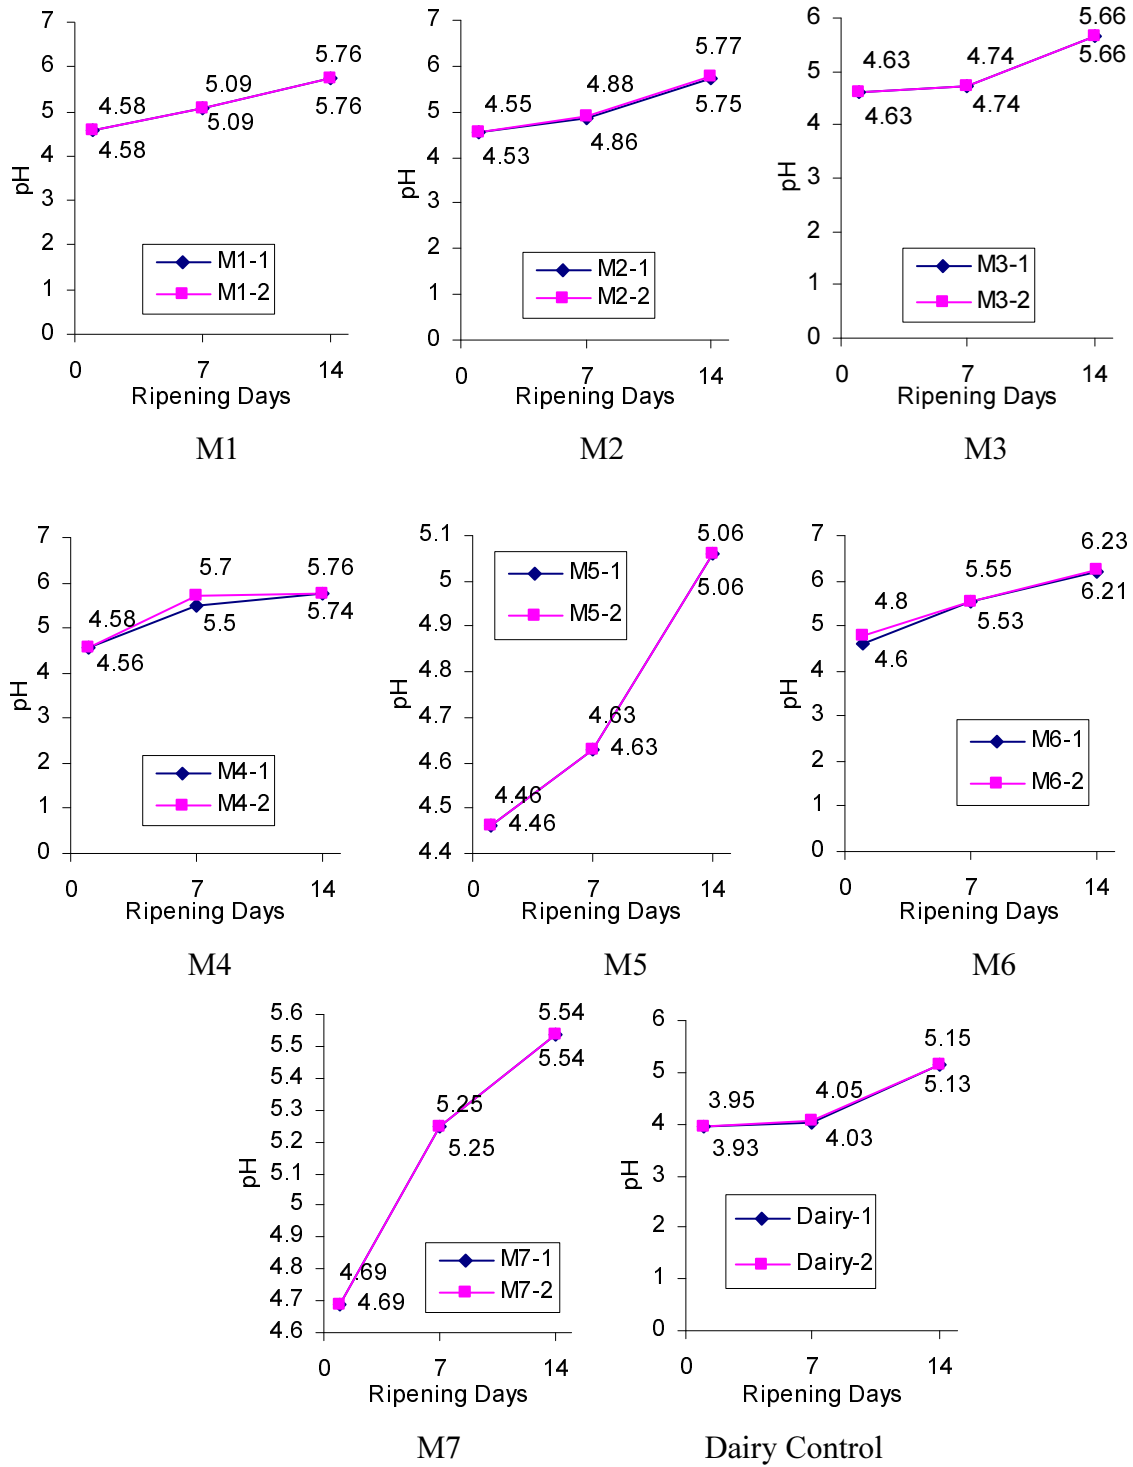 7
6
5
4
3
2
1
0
pH
4.58
4.58
5.09
5.09
5.76
5.76
M1-1
M1-2
0 7 14
Ripening Days
M1
7
6
5
4
3
2
1
0
pH
4.55
4.53
4.88
4.86
5.77
5.75
M2-1
M2-2
0 7 14
Ripening Days
M2
6
5
4
3
2
1
0
pH
4.63
4.63
4.74
4.74
5.66
5.66
M3-1
M3-2
0 7 14
Ripening Days
M3
7
6
5
4
3
2
1
0
pH
4.58
4.56
5.7
5.5
5.76
5.74
M4-1
M4-2
0 7 14
Ripening Days
M4
5.1
5
4.9
4.8
4.7
4.6
4.5
4.4
pH
M5-1
M5-2
4.46
4.46
4.63
4.63
5.06
5.06
0 7 14
Ripening Days
M5
7
6
5
4
3
2
1
0
pH
4.8
4.6
5.55
5.53
6.23
6.21
M6-1
M6-2
0 7 14
Ripening Days
M6
5.6
5.5
5.4
5.3
5.2
5.1
5
4.9
4.8
4.7
4.6
pH
4.69
4.69
5.25
5.25
5.54
5.54
M7-1
M7-2
0 7 14
Ripening Days
M7
6
5
4
3
2
1
0
pH
3.95
3.93
4.05
4.03
5.15
5.13
Dairy-1
Dairy-2
0 7 14
Ripening Days
Dairy Control